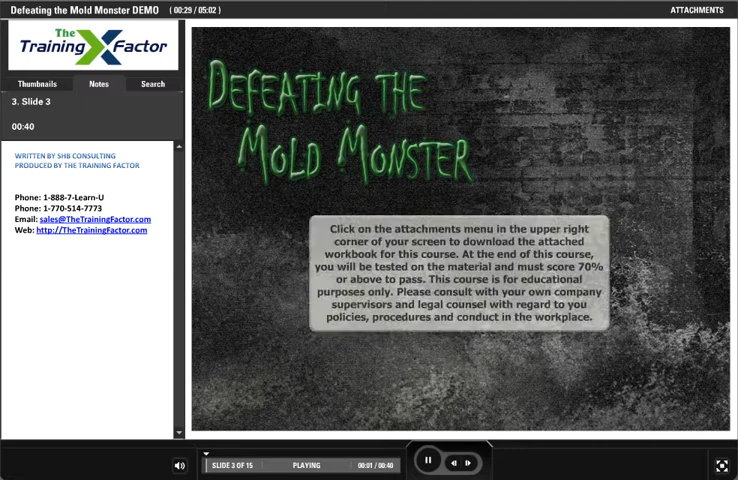 Defeating the Mold Monster DEMO ( 00:29 / 05:02 ) ATTACHMENTS
The
Training Factor
Thumbnails Notes Search
3. Slide 3
00:40
WRITTEN BY SHB CONSULTING
PRODUCED BY THE TRAINING FACTOR
Phone: 1-888-7-Learn-U
Phone: 1-770-514-7773
Email: sales@TheTrainingFactor.com
Web: http://TheTrainingFactor.com
DEFEATING THE
MOLD MONSTER
Click on the attachments menu in the upper right
corner of your screen to download the attached
workbook for this course. At the end of this course,
you will be tested on the material and must score 70%
or above to pass. This course is for educational
purposes only. Please consult with your own company
supervisors and legal counsel with regard to you
policies, procedures and conduct in the workplace.
SLIDE 3 OF 15 PLAYING 00:01 / 00:40